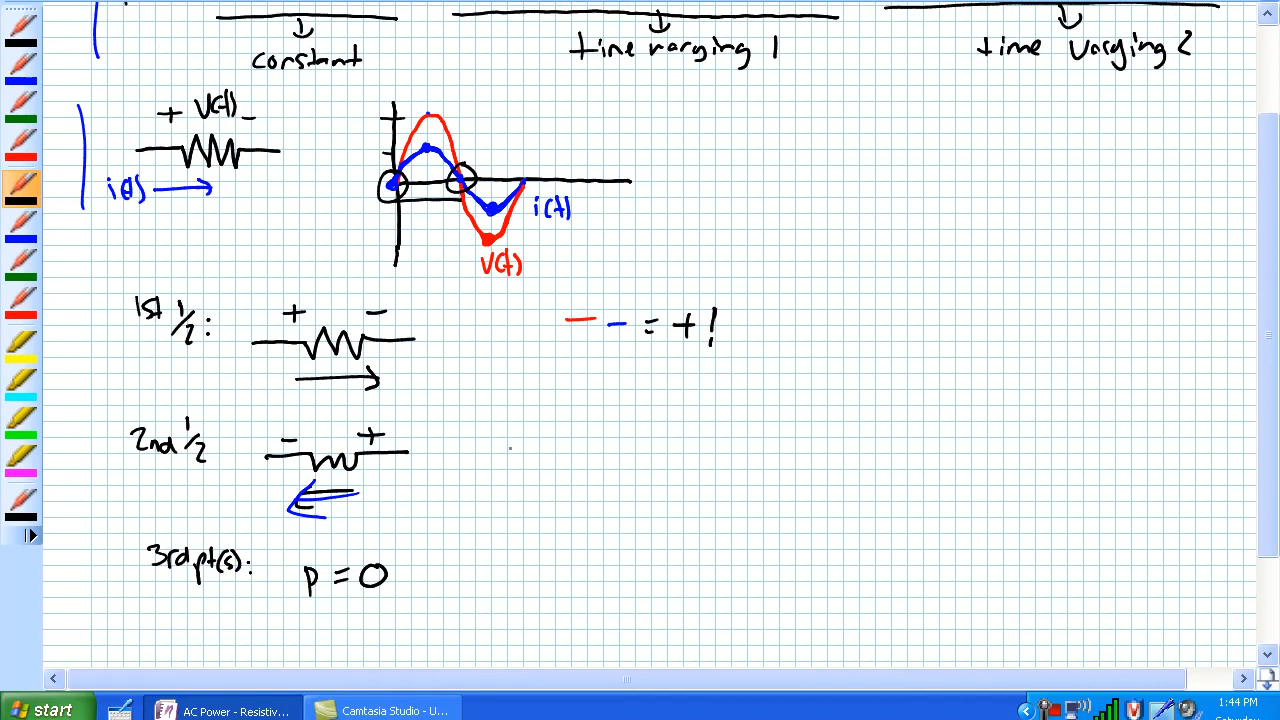 constant
time varying 1
time varying 2
+ V(t) -
i(t)
i(t)
V(t)
1st 1/2:
+ -
- - = + !
2nd 1/2
- +
3rd pt(s):
p = 0
start
AC Power - Resistiv...
Camtasia Studio - U...
1:44 PM
Saturday